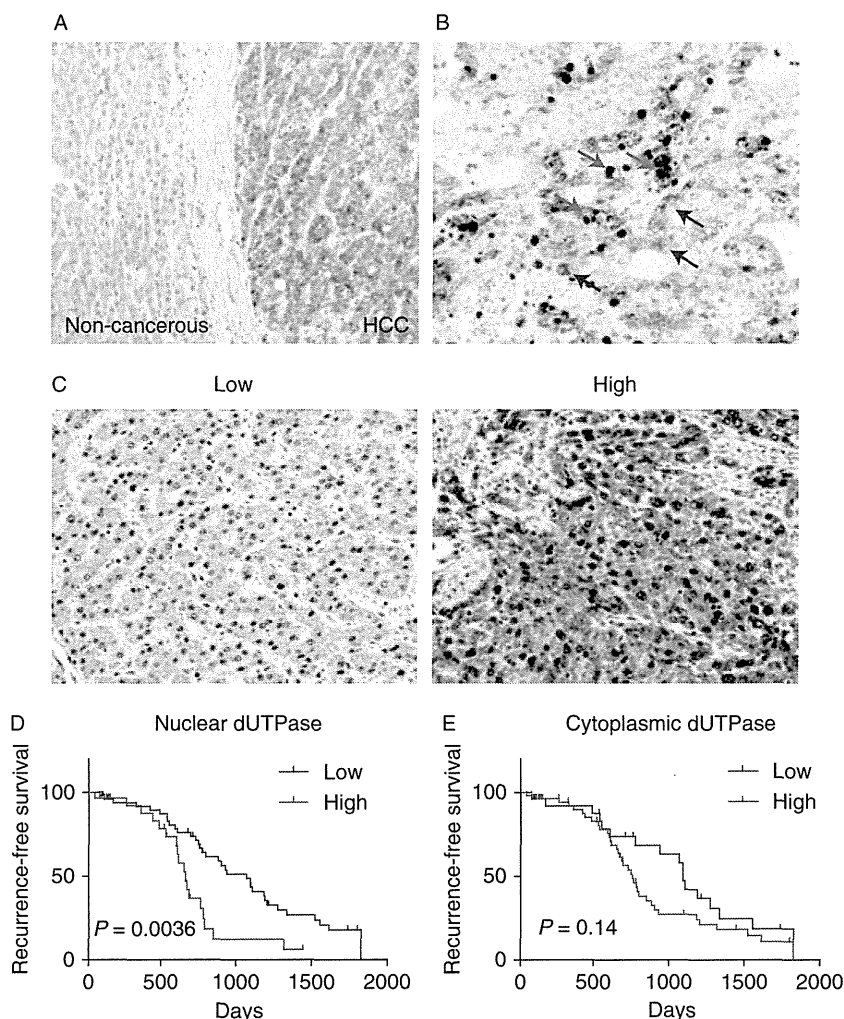 A
B
Non-cancerous
HCC
C
Low
High
D
Nuclear dUTPase
Recurrence-free survival
100
50
0
Low
High
P = 0.0036
0
500
1000
1500
2000
Days
E
Cytoplasmic dUTPase
Recurrence-free survival
100
50
0
Low
High
P = 0.14
0
500
1000
1500
2000
Days